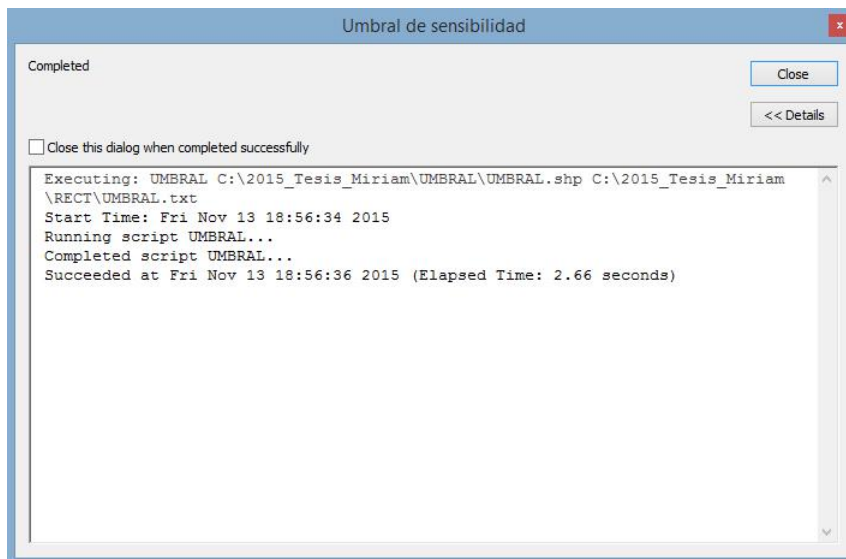 Umbral de sensibilidad
x
Completed
Close
<< Details
Close this dialog when completed successfully
Executing: UMBRAL C:\2015_Tesis_Miriam\UMBRAL\UMBRAL.shp C:\2015_Tesis_Miriam
\RECT\UMBRAL.txt
Start Time: Fri Nov 13 18:56:34 2015
Running script UMBRAL...
Completed script UMBRAL...
Succeeded at Fri Nov 13 18:56:36 2015 (Elapsed Time: 2.66 seconds)